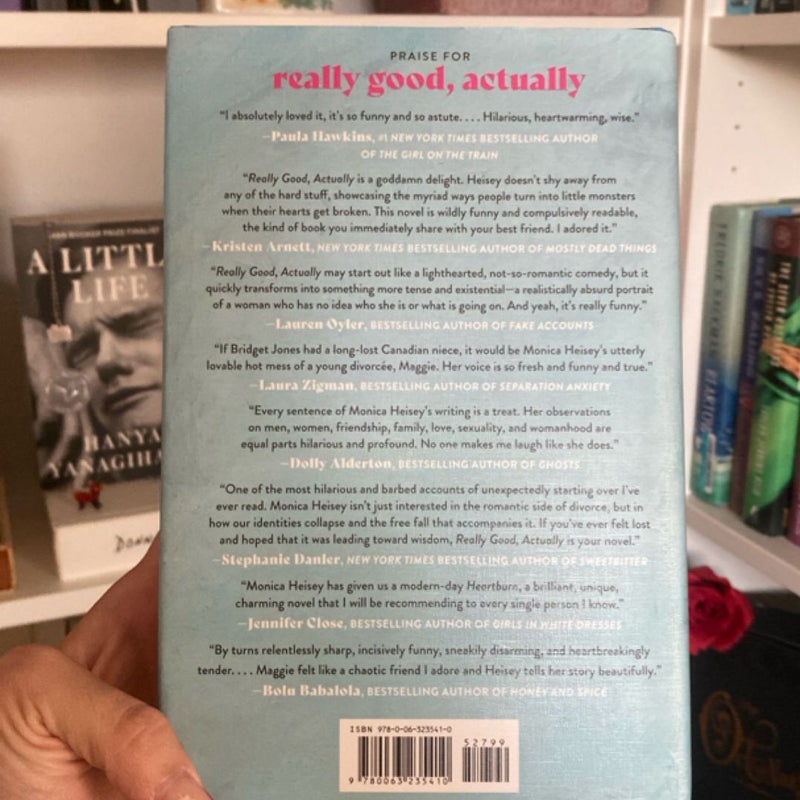 PRAISE FOR
really good, actually
“I absolutely loved it, it’s so funny and so astute. . . . Hilarious, heartwarming, wise.”
—Paula Hawkins, #1 NEW YORK TIMES BESTSELLING AUTHOR
OF THE GIRL ON THE TRAIN
“Really Good, Actually is a goddamn delight. Heisey doesn’t shy away from
any of the hard stuff, showcasing the myriad ways people turn into little monsters
when their hearts get broken. This novel is wildly funny and compulsively readable,
the kind of book you immediately share with your best friend. I adored it.”
—Kristen Arnett, NEW YORK TIMES BESTSELLING AUTHOR OF MOSTLY DEAD THINGS
“Really Good, Actually may start out like a lighthearted, not-so-romantic comedy, but it
quickly transforms into something more tense and existential—a realistically absurd portrait
of a woman who has no idea who she is or what is going on. And yeah, it’s really funny.”
—Lauren Oyler, BESTSELLING AUTHOR OF FAKE ACCOUNTS
“If Bridget Jones had a long-lost Canadian niece, it would be Monica Heisey’s utterly
lovable hot mess of a young divorcée, Maggie. Her voice is so fresh and funny and true.”
—Laura Zigman, BESTSELLING AUTHOR OF SEPARATION ANXIETY
“Every sentence of Monica Heisey’s writing is a treat. Her observations
on men, women, friendship, family, love, sexuality, and womanhood are
equal parts hilarious and profound. No one makes me laugh like she does.”
—Dolly Alderton, BESTSELLING AUTHOR OF GHOSTS
“One of the most hilarious and barbed accounts of unexpectedly starting over I’ve
ever read. Monica Heisey isn’t just interested in the romantic side of divorce, but in
how our identities collapse and the free fall that accompanies it. If you’ve ever felt lost
and hoped that it was leading toward wisdom, Really Good, Actually is your novel.”
—Stephanie Danler, NEW YORK TIMES BESTSELLING AUTHOR OF SWEETBITTER
“Monica Heisey has given us a modern-day Heartburn, a brilliant, unique,
charming novel that I will be recommending to every single person I know.”
—Jennifer Close, BESTSELLING AUTHOR OF GIRLS IN WHITE DRESSES
“By turns relentlessly sharp, incisively funny, sneakily disarming, and heartbreakingly
tender. . . . Maggie felt like a chaotic friend I adore and Heisey tells her story beautifully.”
—Bolu Babalola, BESTSELLING AUTHOR OF HONEY AND SPICE
ISBN 978-0-06-323541-0
52799
9 780063 235410
A LITTL
LIFE
HANYA
YANAGIHA
DONN